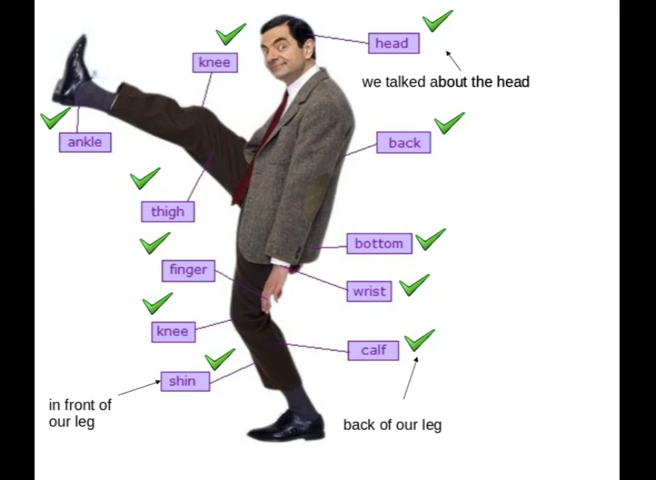 head
knee
we talked about the head
ankle
back
thigh
bottom
finger
wrist
knee
calf
shin
in front of
our leg
back of our leg